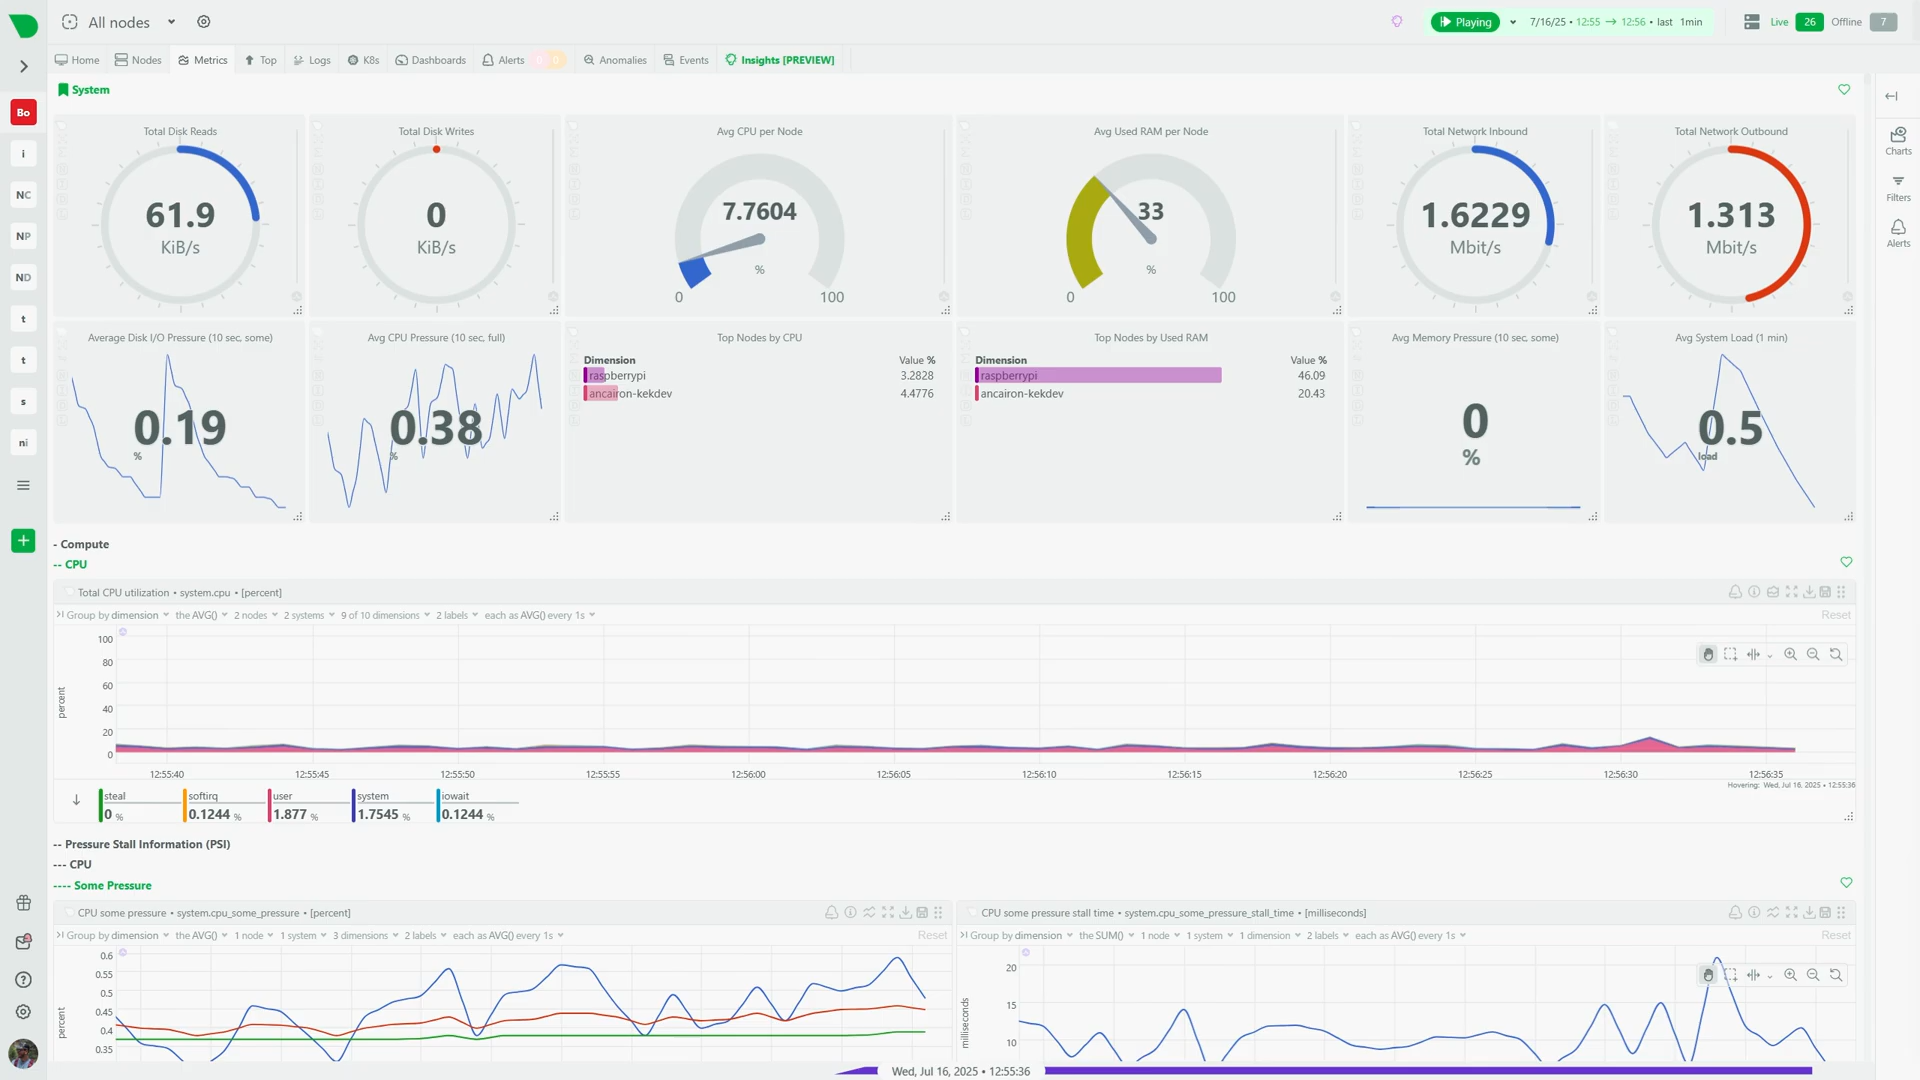 All nodes
Playing
7/16/25 • 12:55 → 12:56 • last 1min
Live 26 Offline 7
Home Nodes Metrics Top Logs K8s Dashboards Alerts 0 0 Anomalies Events Insights [PREVIEW]
Bo
i
NC
NP
ND
t
t
s
ni
System
Charts
Filters
Alerts
Total Disk Reads
61.9
KiB/s
Total Disk Writes
0
KiB/s
Avg CPU per Node
7.7604
%
0 100
Avg Used RAM per Node
33
%
0 100
Total Network Inbound
1.6229
Mbit/s
Total Network Outbound
1.313
Mbit/s
Average Disk I/O Pressure (10 sec, some)
0.19
%
Avg CPU Pressure (10 sec, full)
0.38
%
Top Nodes by CPU
Dimension Value %
raspberrypi 3.2828
ancairon-kekdev 4.4776
Top Nodes by Used RAM
Dimension Value %
raspberrypi 46.09
ancairon-kekdev 20.43
Avg Memory Pressure (10 sec, some)
0
%
Avg System Load (1 min)
0.5
load
- Compute
-- CPU
Total CPU utilization • system.cpu • [percent]
Group by dimension the AVG() 2 nodes 2 systems 9 of 10 dimensions 2 labels each as AVG() every 1s Reset
percent
100
80
60
40
20
0
12:55:40 12:55:45 12:55:50 12:55:55 12:56:00 12:56:05 12:56:10 12:56:15 12:56:20 12:56:25 12:56:30 12:56:35
Hovering: Wed, Jul 16, 2025 • 12:55:36
steal softirq user system iowait
0 % 0.1244 % 1.877 % 1.7545 % 0.1244 %
-- Pressure Stall Information (PSI)
--- CPU
---- Some Pressure
CPU some pressure • system.cpu_some_pressure • [percent]
Group by dimension the AVG() 1 node 1 system 3 dimensions 2 labels each as AVG() every 1s Reset
percent
0.6
0.55
0.5
0.45
0.4
0.35
CPU some pressure stall time • system.cpu_some_pressure_stall_time • [milliseconds]
Group by dimension the SUM() 1 node 1 system 1 dimension 2 labels each as AVG() every 1s Reset
milliseconds
20
15
10
Wed, Jul 16, 2025 • 12:55:36